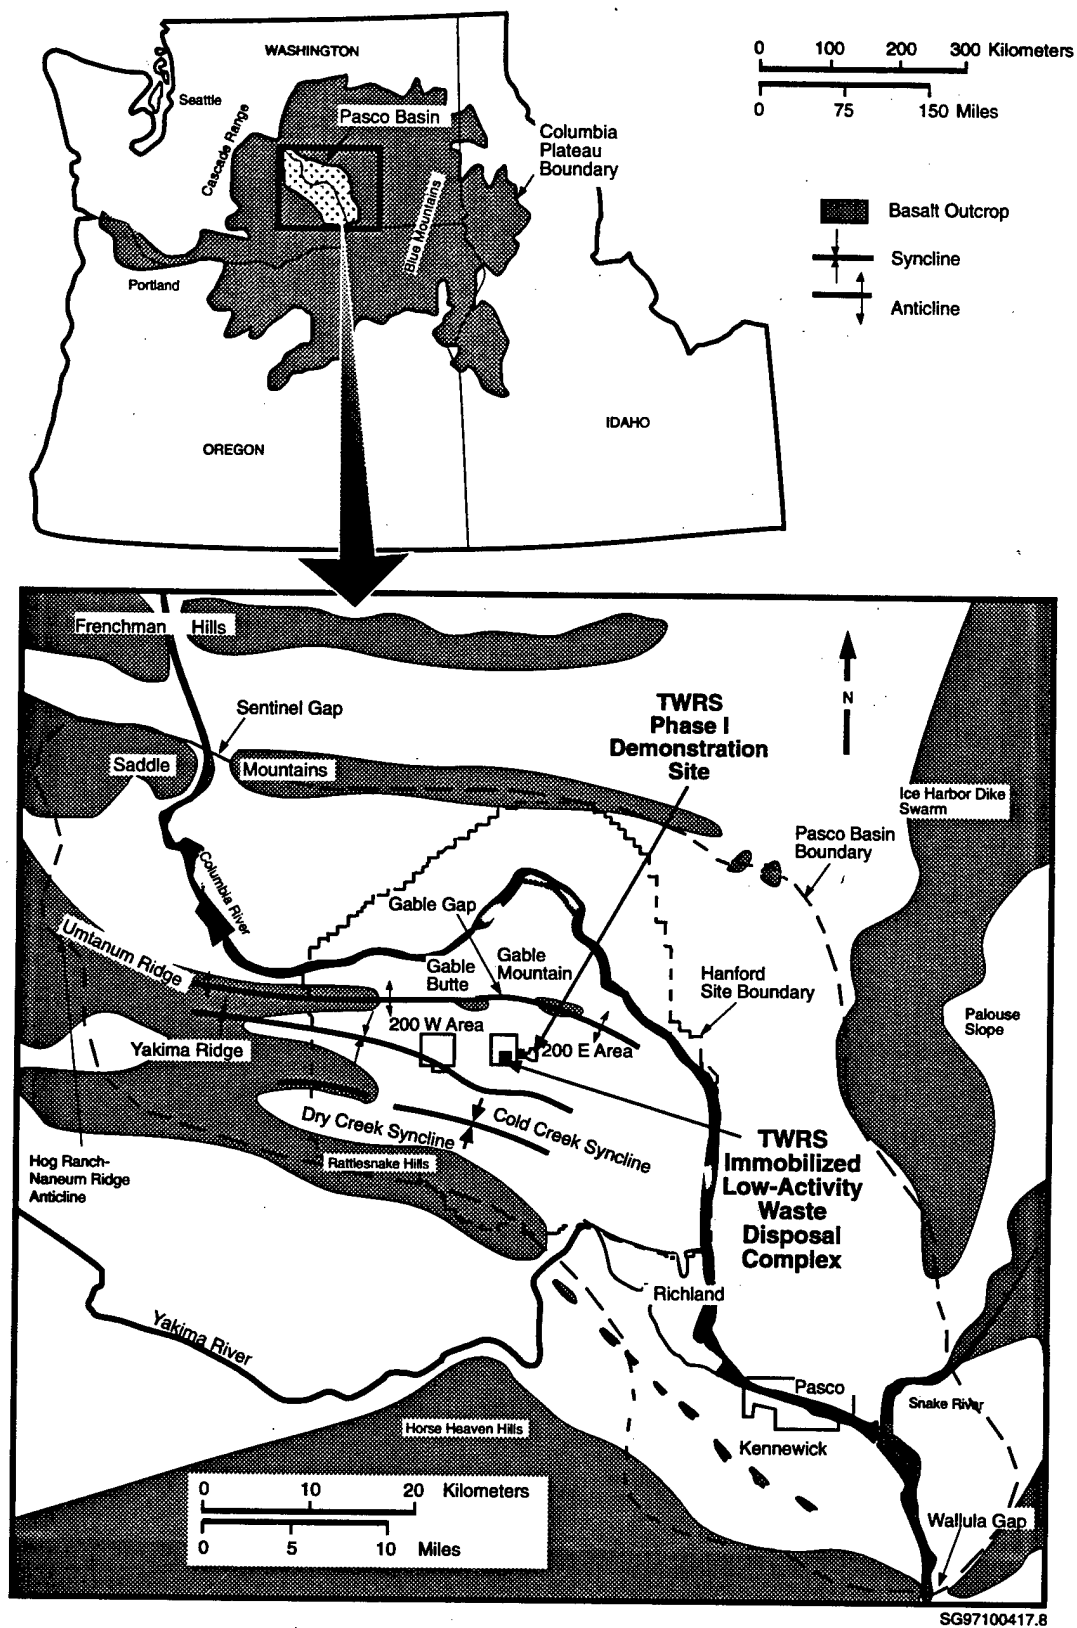 WASHINGTON
Seattle
Cascade Range
Pasco Basin
Columbia
Plateau
Boundary
Blue Mountains
Portland
OREGON
IDAHO
0 100 200 300 Kilometers
0 75 150 Miles
Basalt Outcrop
Syncline
Anticline
Frenchman Hills
Sentinel Gap
Saddle Mountains
TWRS
Phase I
Demonstration
Site
N
Ice Harbor Dike
Swarm
Pasco Basin
Boundary
Columbia River
Gable Gap
Umtanum Ridge
Gable
Butte
Gable
Mountain
Hanford
Site Boundary
Palouse
Slope
200 W Area
Yakima Ridge
200 E Area
Dry Creek Syncline
Cold Creek Syncline
Rattlesnake Hills
Hog Ranch-
Naneum Ridge
Anticline
TWRS
Immobilized
Low-Activity
Waste
Disposal
Complex
Richland
Yakima River
Pasco
Snake River
Kennewick
Horse Heaven Hills
0 10 20 Kilometers
0 5 10 Miles
Wallula Gap
SG97100417.8